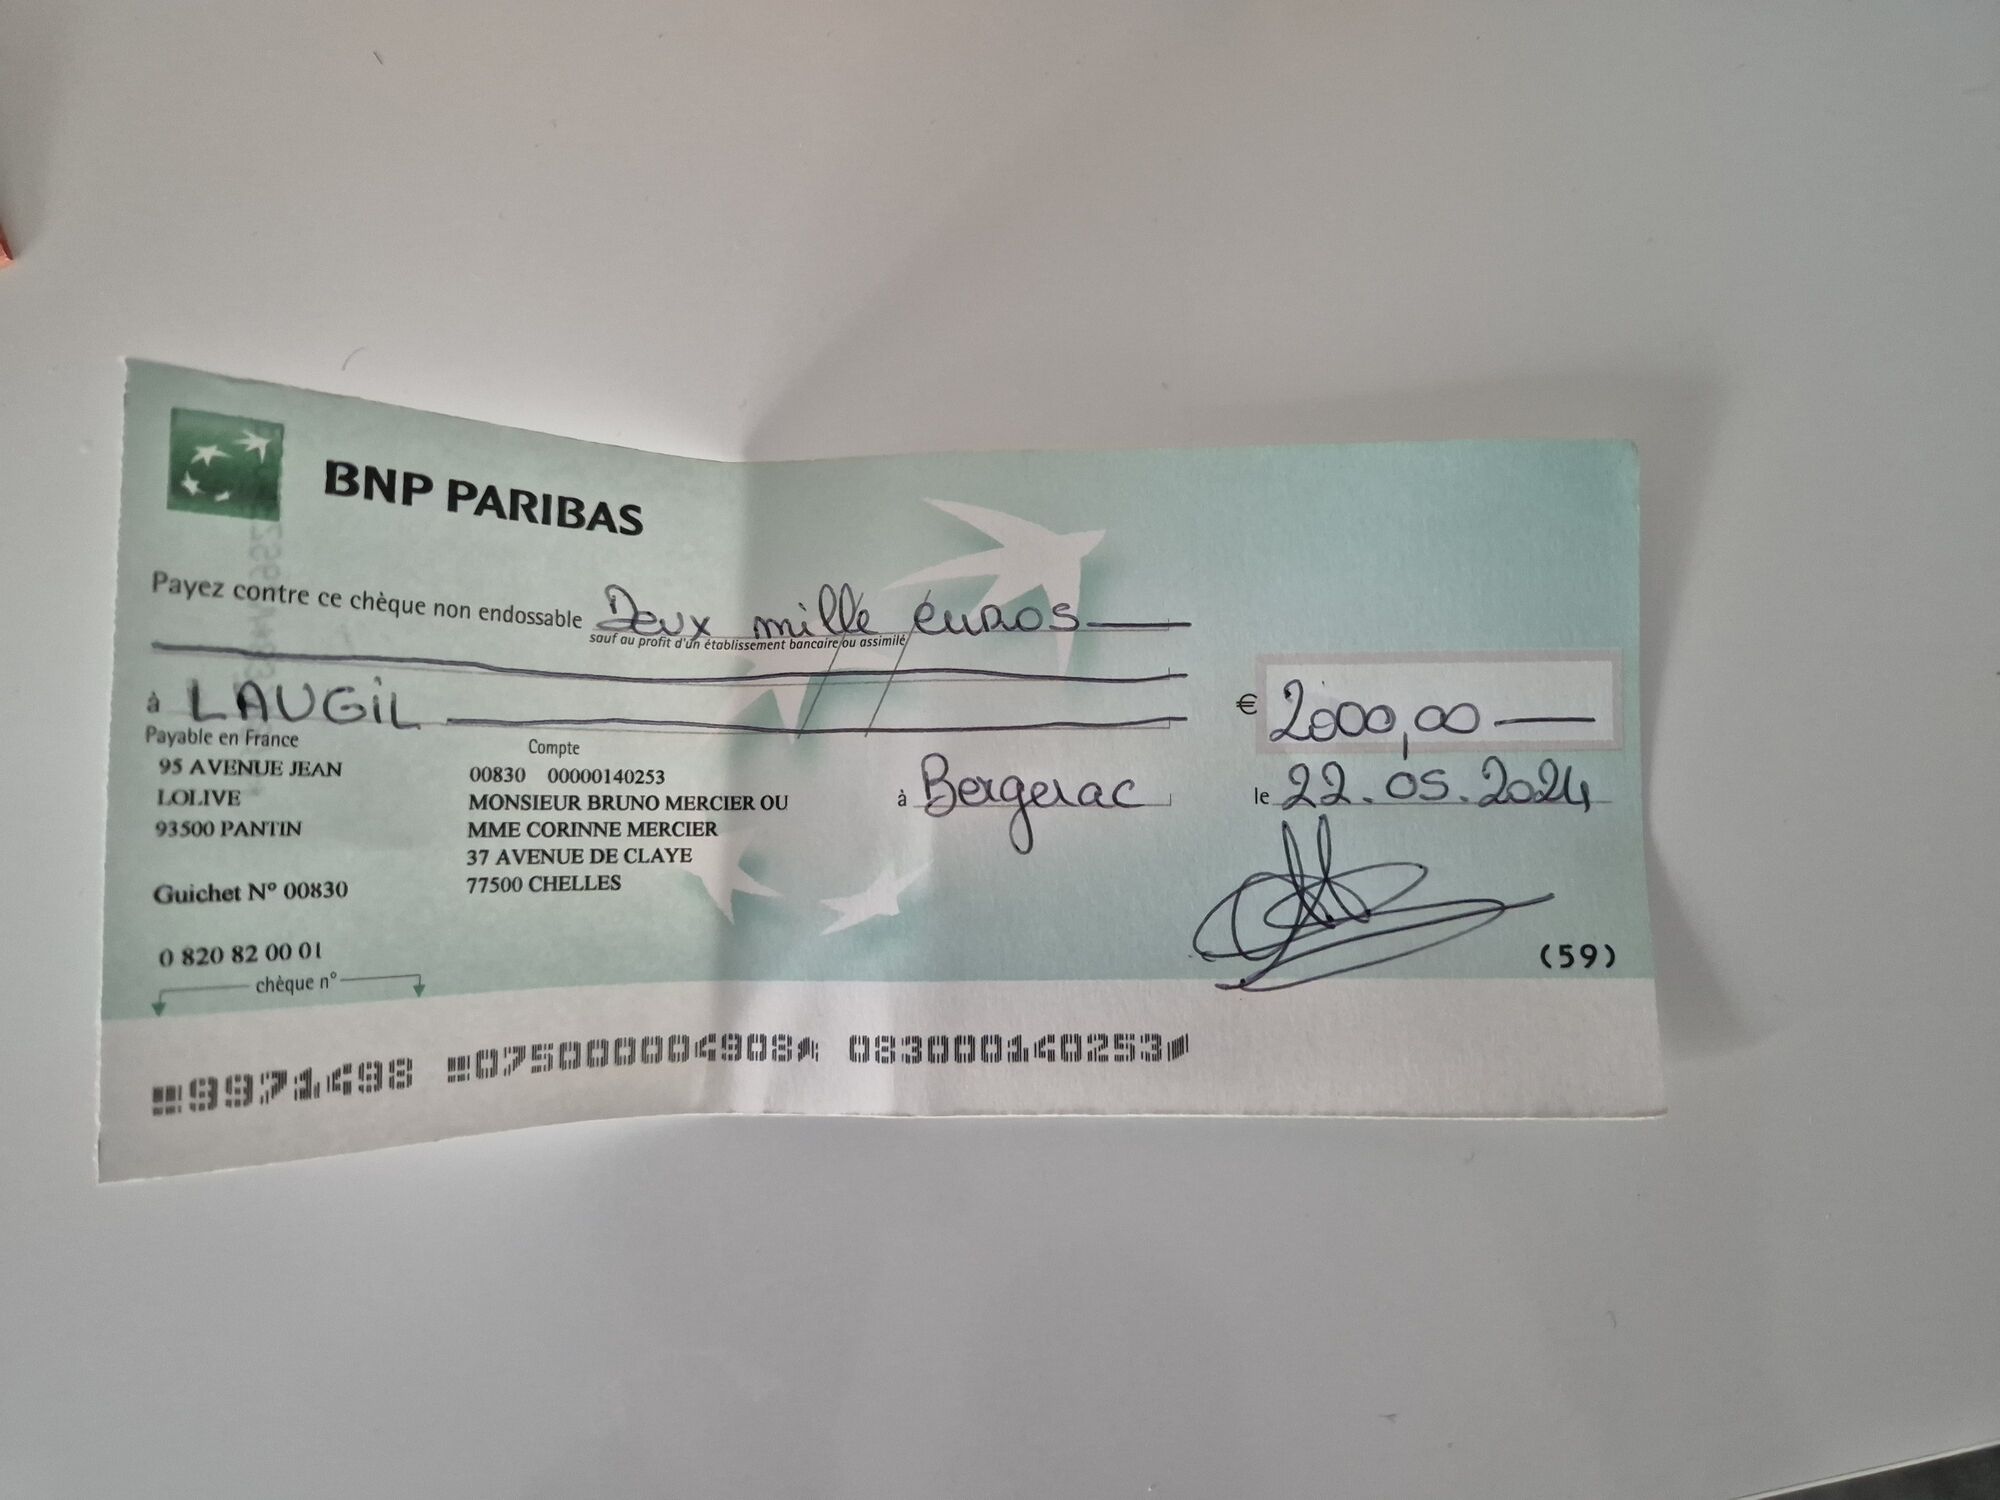 BNP PARIBAS
Payez contre ce chèque non endossable Deux mille euros
sauf au profit d'un établissement bancaire ou assimilé
à LAUGiL
€ 2000,00
Payable en France
95 AVENUE JEAN
LOLIVE
93500 PANTIN
Guichet N° 00830
0 820 82 00 01
chèque n°
Compte
00830 00000140253
MONSIEUR BRUNO MERCIER OU
MME CORINNE MERCIER
37 AVENUE DE CLAYE
77500 CHELLES
à Bergerac
le 22.05.2024
(59)
9971498 075000004908 083000140253